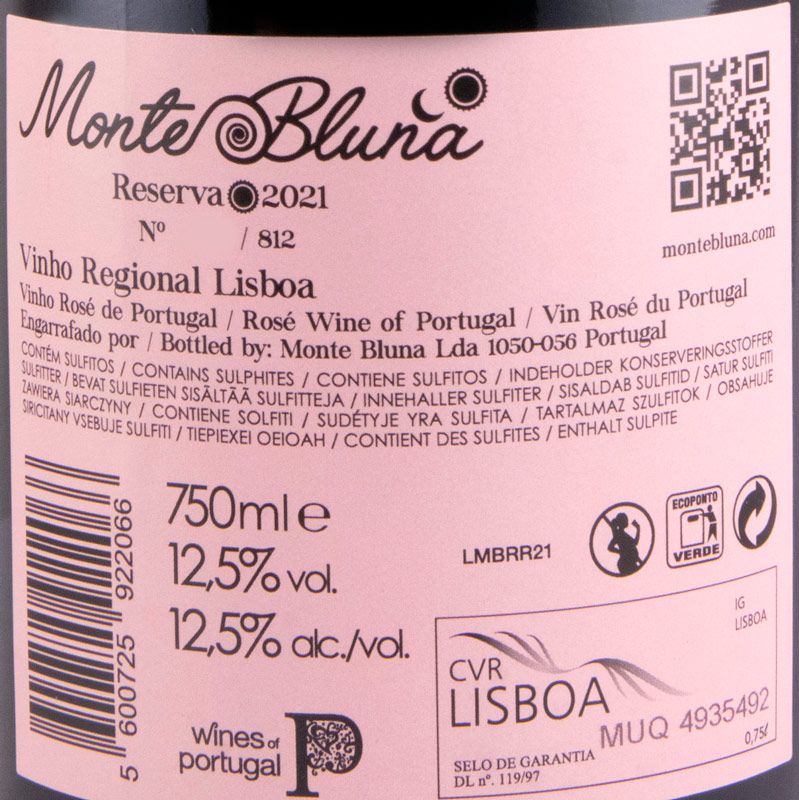 Monte Bluna
Reserva 2021
Nº / 812
montebluna.com
Vinho Regional Lisboa
Vinho Rosé de Portugal / Rosé Wine of Portugal / Vin Rosé du Portugal
Engarrafado por / Bottled by: Monte Bluna Lda 1050-056 Portugal
CONTÉM SULFITOS / CONTAINS SULPHITES / CONTIENE SULFITOS / INDEHOLDER KONSERVERINGSSTOFFER
SULFITTER / BEVAT SULFIETEN SISÄLTÄÄ SULFITTEJA / INNEHALLER SULFITER / SISALDAB SULFITID / SATUR SULFITI
ZAWIERA SIARCZYNY / CONTIENE SOLFITI / SUDÉTYJE YRA SULFITA / TARTALMAZ SZULFITOK / OBSAHUJE
SIRICITANY VSEBUJE SULFITI / TIEPIEXEI OEIOAH / CONTIENT DES SULFITES / ENTHALT SULPITE
5 600725 922066
750ml e
12,5% vol.
12,5% alc./vol.
LMBRR21
ECOPONTO
VERDE
wines of
portugal
IG
LISBOA
CVR
LISBOA
MUQ 4935492
SELO DE GARANTIA
DL nº. 119/97
0,75ℓ